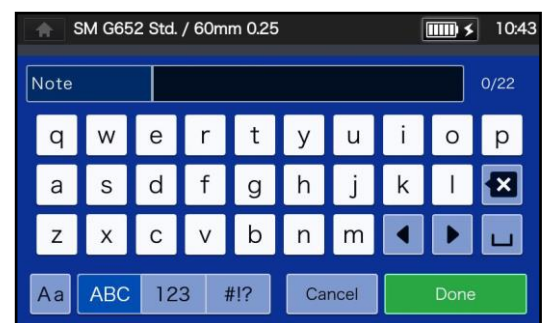 SM G652 Std. / 60mm 0.25 10:43
Note 0/22
q w e r t y u i o p
a s d f g h j k l
z x c v b n m
Aa ABC 123 #!? Cancel Done